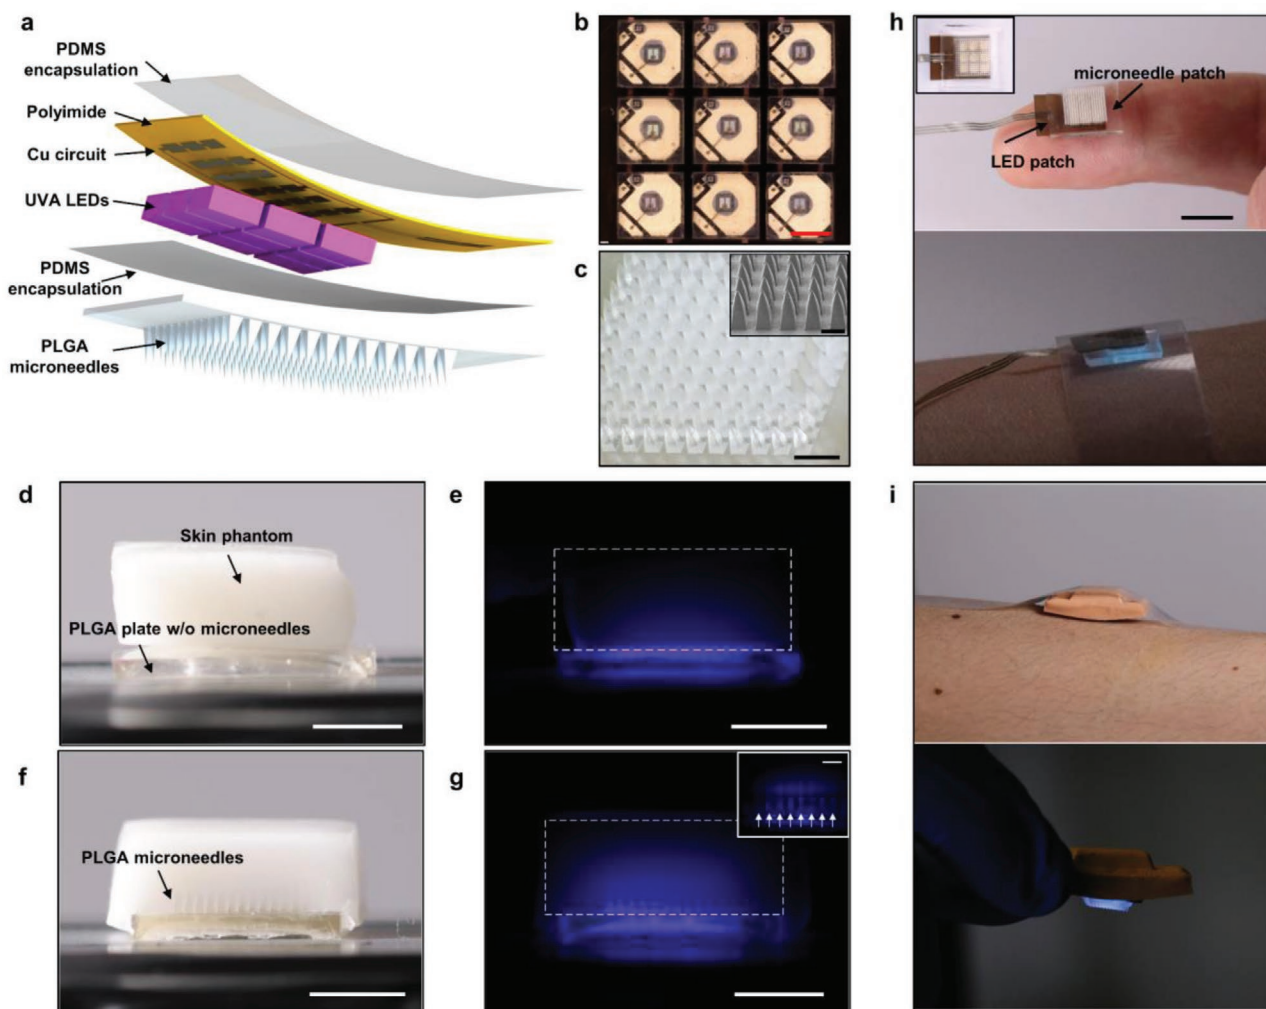 a
PDMS
encapsulation
Polyimide
Cu circuit
UVA LEDs
PDMS
encapsulation
PLGA
microneedles
b
c
h
microneedle patch
LED patch
d
Skin phantom
PLGA plate w/o microneedles
e
f
PLGA microneedles
g
i